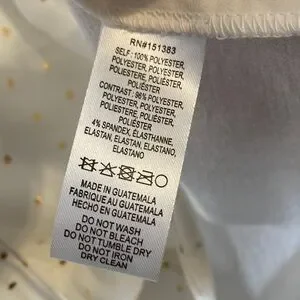 RN#151383
SELF: 100% POLYESTER,
POLYESTER, POLYESTER,
POLIESTERE, POLIÉSTER,
POLIÉSTER
CONTRAST: 96% POLYESTER,
POLYESTER, POLYESTER,
POLIESTERE, POLIÉSTER,
POLIÉSTER
4% SPANDEX, ÉLASTHANNE,
ELASTAN, ELASTAN, ELASTANO,
ELASTANO
MADE IN GUATEMALA
FABRIQUE AU GUATEMALA
HECHO EN GUATEMALA
DO NOT WASH
DO NOT BLEACH
DO NOT TUMBLE DRY
DO NOT IRON
DRY CLEAN